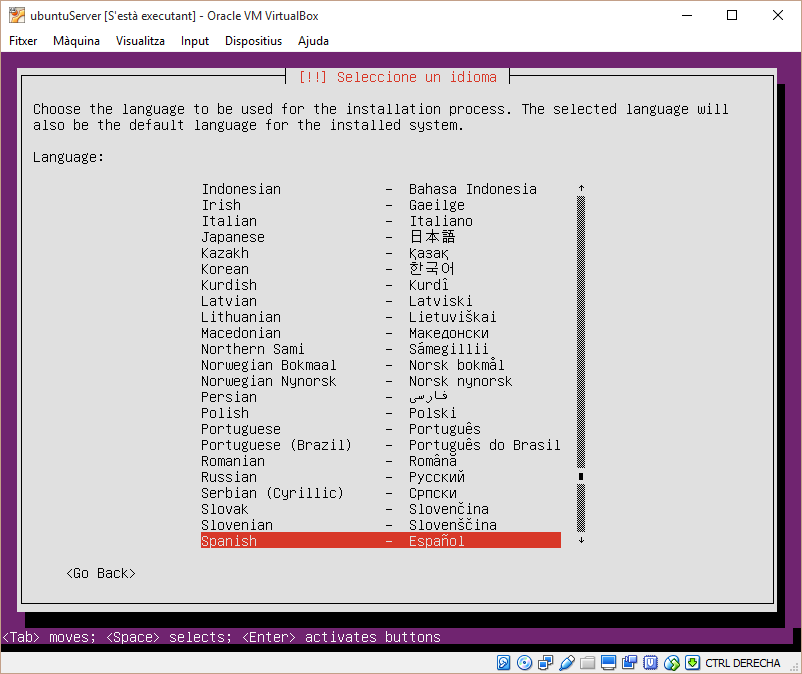 ubuntuServer [S'està executant] - Oracle VM VirtualBox
Fitxer Màquina Visualitza Input Dispositius Ajuda
[!!] Seleccione un idioma
Choose the language to be used for the installation process. The selected language will
also be the default language for the installed system.
Language:
Indonesian - Bahasa Indonesia ↑
Irish - Gaeilge
Italian - Italiano
Japanese - 日本語
Kazakh - Қазақ
Korean - 한국어
Kurdish - Kurdî
Latvian - Latviski
Lithuanian - Lietuviškai
Macedonian - Македонски
Northern Sami - Sámegillii
Norwegian Bokmaal - Norsk bokmål
Norwegian Nynorsk - Norsk nynorsk
Persian - فارسی
Polish - Polski
Portuguese - Português
Portuguese (Brazil) - Português do Brasil
Romanian - Română
Russian - Русский
Serbian (Cyrillic) - Српски
Slovak - Slovenčina
Slovenian - Slovenščina
Spanish - Español ↓
<Go Back>
<Tab> moves; <Space> selects; <Enter> activates buttons
CTRL DERECHA